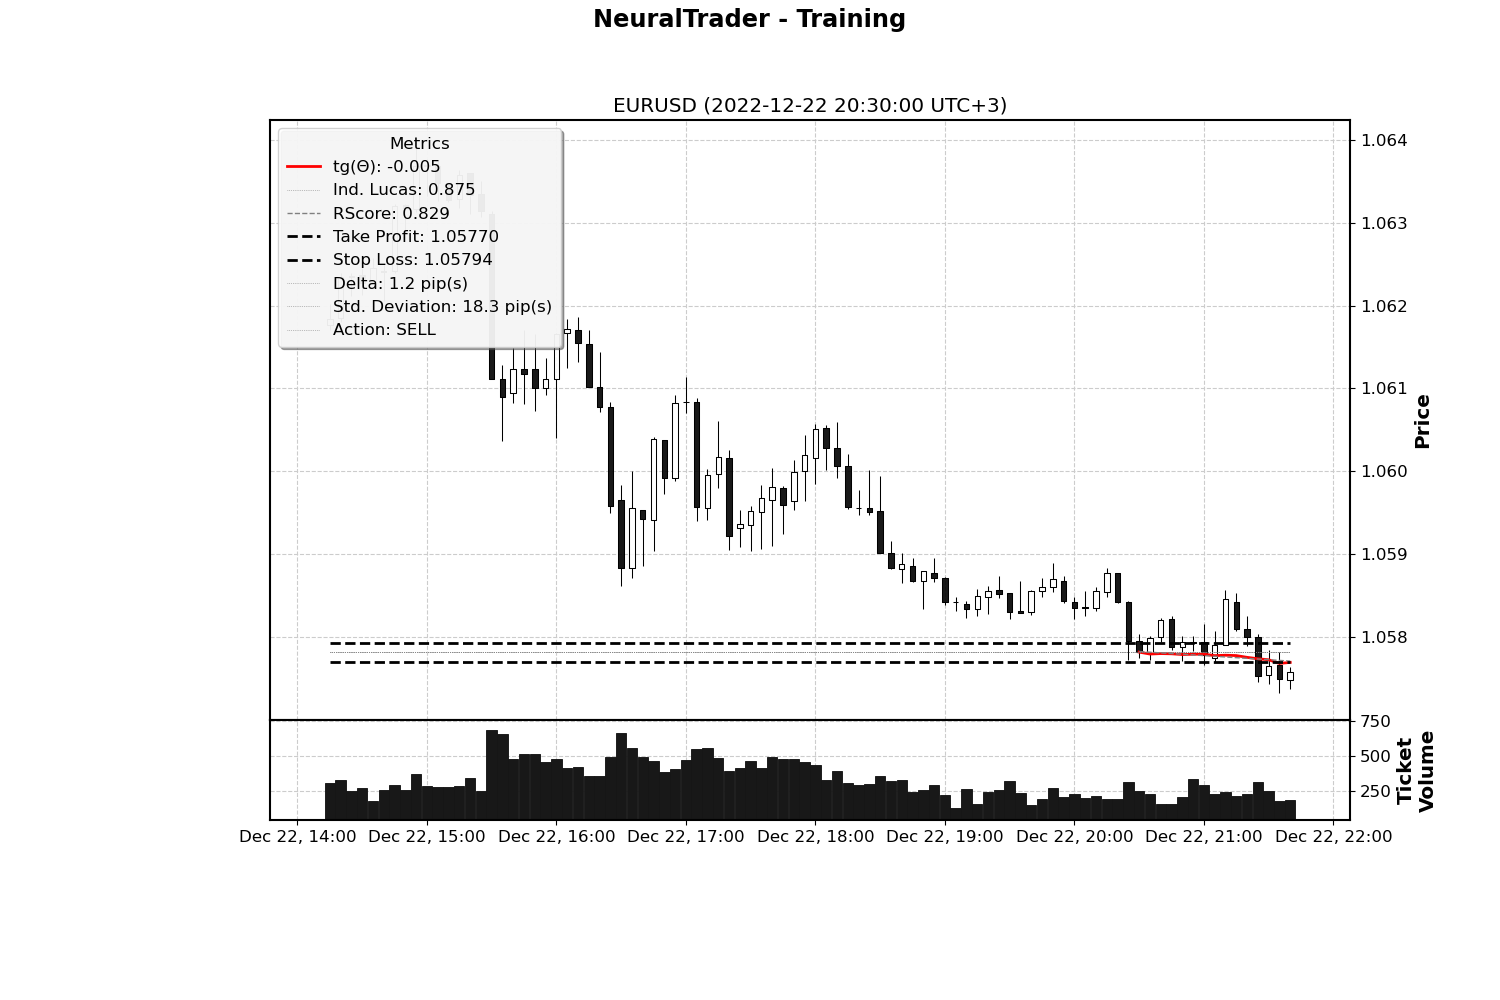 NeuralTrader - Training
EURUSD (2022-12-22 20:30:00 UTC+3)
Metrics
tg(Θ): -0.005
Ind. Lucas: 0.875
RScore: 0.829
Take Profit: 1.05770
Stop Loss: 1.05794
Delta: 1.2 pip(s)
Std. Deviation: 18.3 pip(s)
Action: SELL
1.064
1.063
1.062
1.061
1.060
1.059
1.058
Price
750
500
250
Ticket
Volume
Dec 22, 14:00 Dec 22, 15:00 Dec 22, 16:00 Dec 22, 17:00 Dec 22, 18:00 Dec 22, 19:00 Dec 22, 20:00 Dec 22, 21:00 Dec 22, 22:00